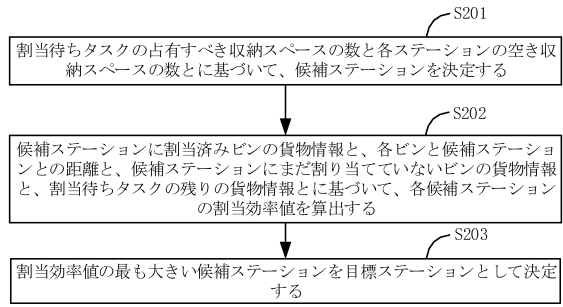 S201
割当待ちタスクの占有すべき収納スペースの数と各ステーションの空き収
納スペースの数とに基づいて、候補ステーションを決定する
S202
候補ステーションに割当済みビンの貨物情報と、各ビンと候補ステーショ
ンとの距離と、候補ステーションにまだ割り当てていないビンの貨物情報
と、割当待ちタスクの残りの貨物情報とに基づいて、各候補ステーション
の割当効率値を算出する
S203
割当効率値の最も大きい候補ステーションを目標ステーションとして決定
する